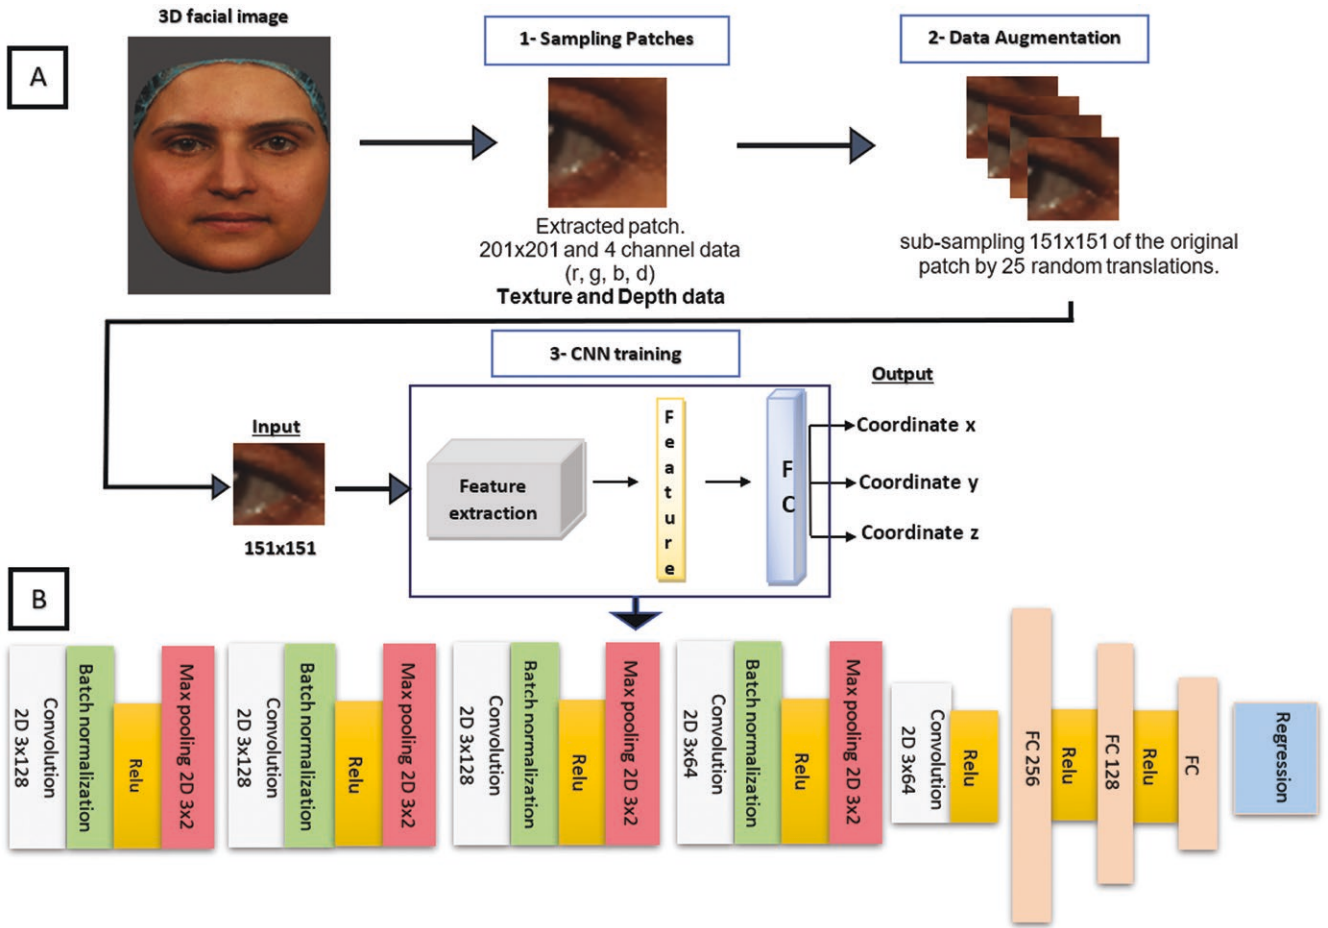 3D facial image
A
1- Sampling Patches
2- Data Augmentation
Extracted patch.
201x201 and 4 channel data
(r, g, b, d)
Texture and Depth data
sub-sampling 151x151 of the original
patch by 25 random translations.
3- CNN training
Input
151x151
Feature
extraction
Feature
FC
Output
Coordinate x
Coordinate y
Coordinate z
B
Convolution
2D 3x128
Batch normalization
Relu
Max pooling 2D 3x2
Convolution
2D 3x128
Batch normalization
Relu
Max pooling 2D 3x2
Convolution
2D 3x128
Batch normalization
Relu
Max pooling 2D 3x2
Convolution
2D 3x64
Batch normalization
Relu
Max pooling 2D 3x2
Convolution
2D 3x64
Relu
FC 256
Relu
FC 128
Relu
FC
Regression